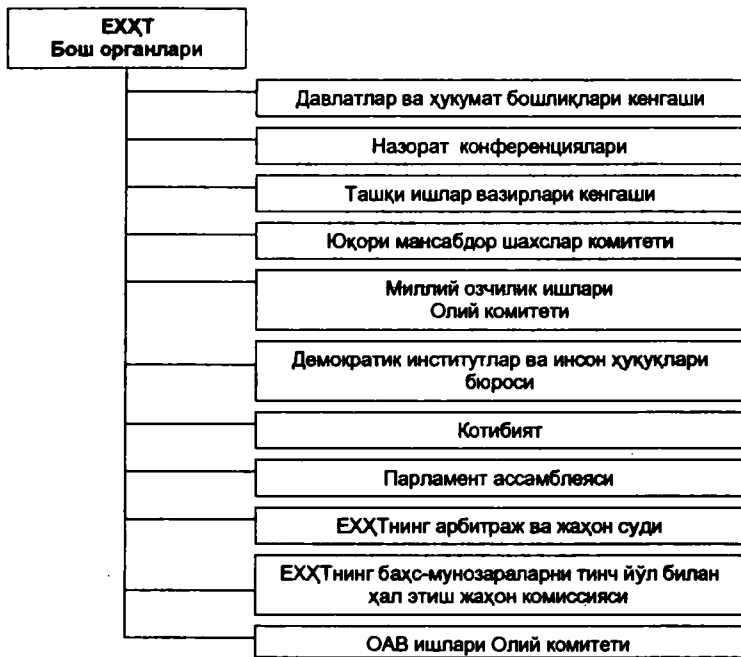 ЕХҲТ
Бош органлари
Давлатлар ва ҳукумат бошлиқлари кенгаши
Назорат конференциялари
Ташқи ишлар вазирлари кенгаши
Юқори мансабдор шахслар комитети
Миллий озчилик ишлари
Олий комитети
Демократик институтлар ва инсон ҳуқуқлари
бюроси
Котибият
Парламент ассамблеяси
ЕХҲТнинг арбитраж ва жаҳон суди
ЕХҲТнинг баҳс-мунозараларни тинч йўл билан
ҳал этиш жаҳон комиссияси
ОАВ ишлари Олий комитети